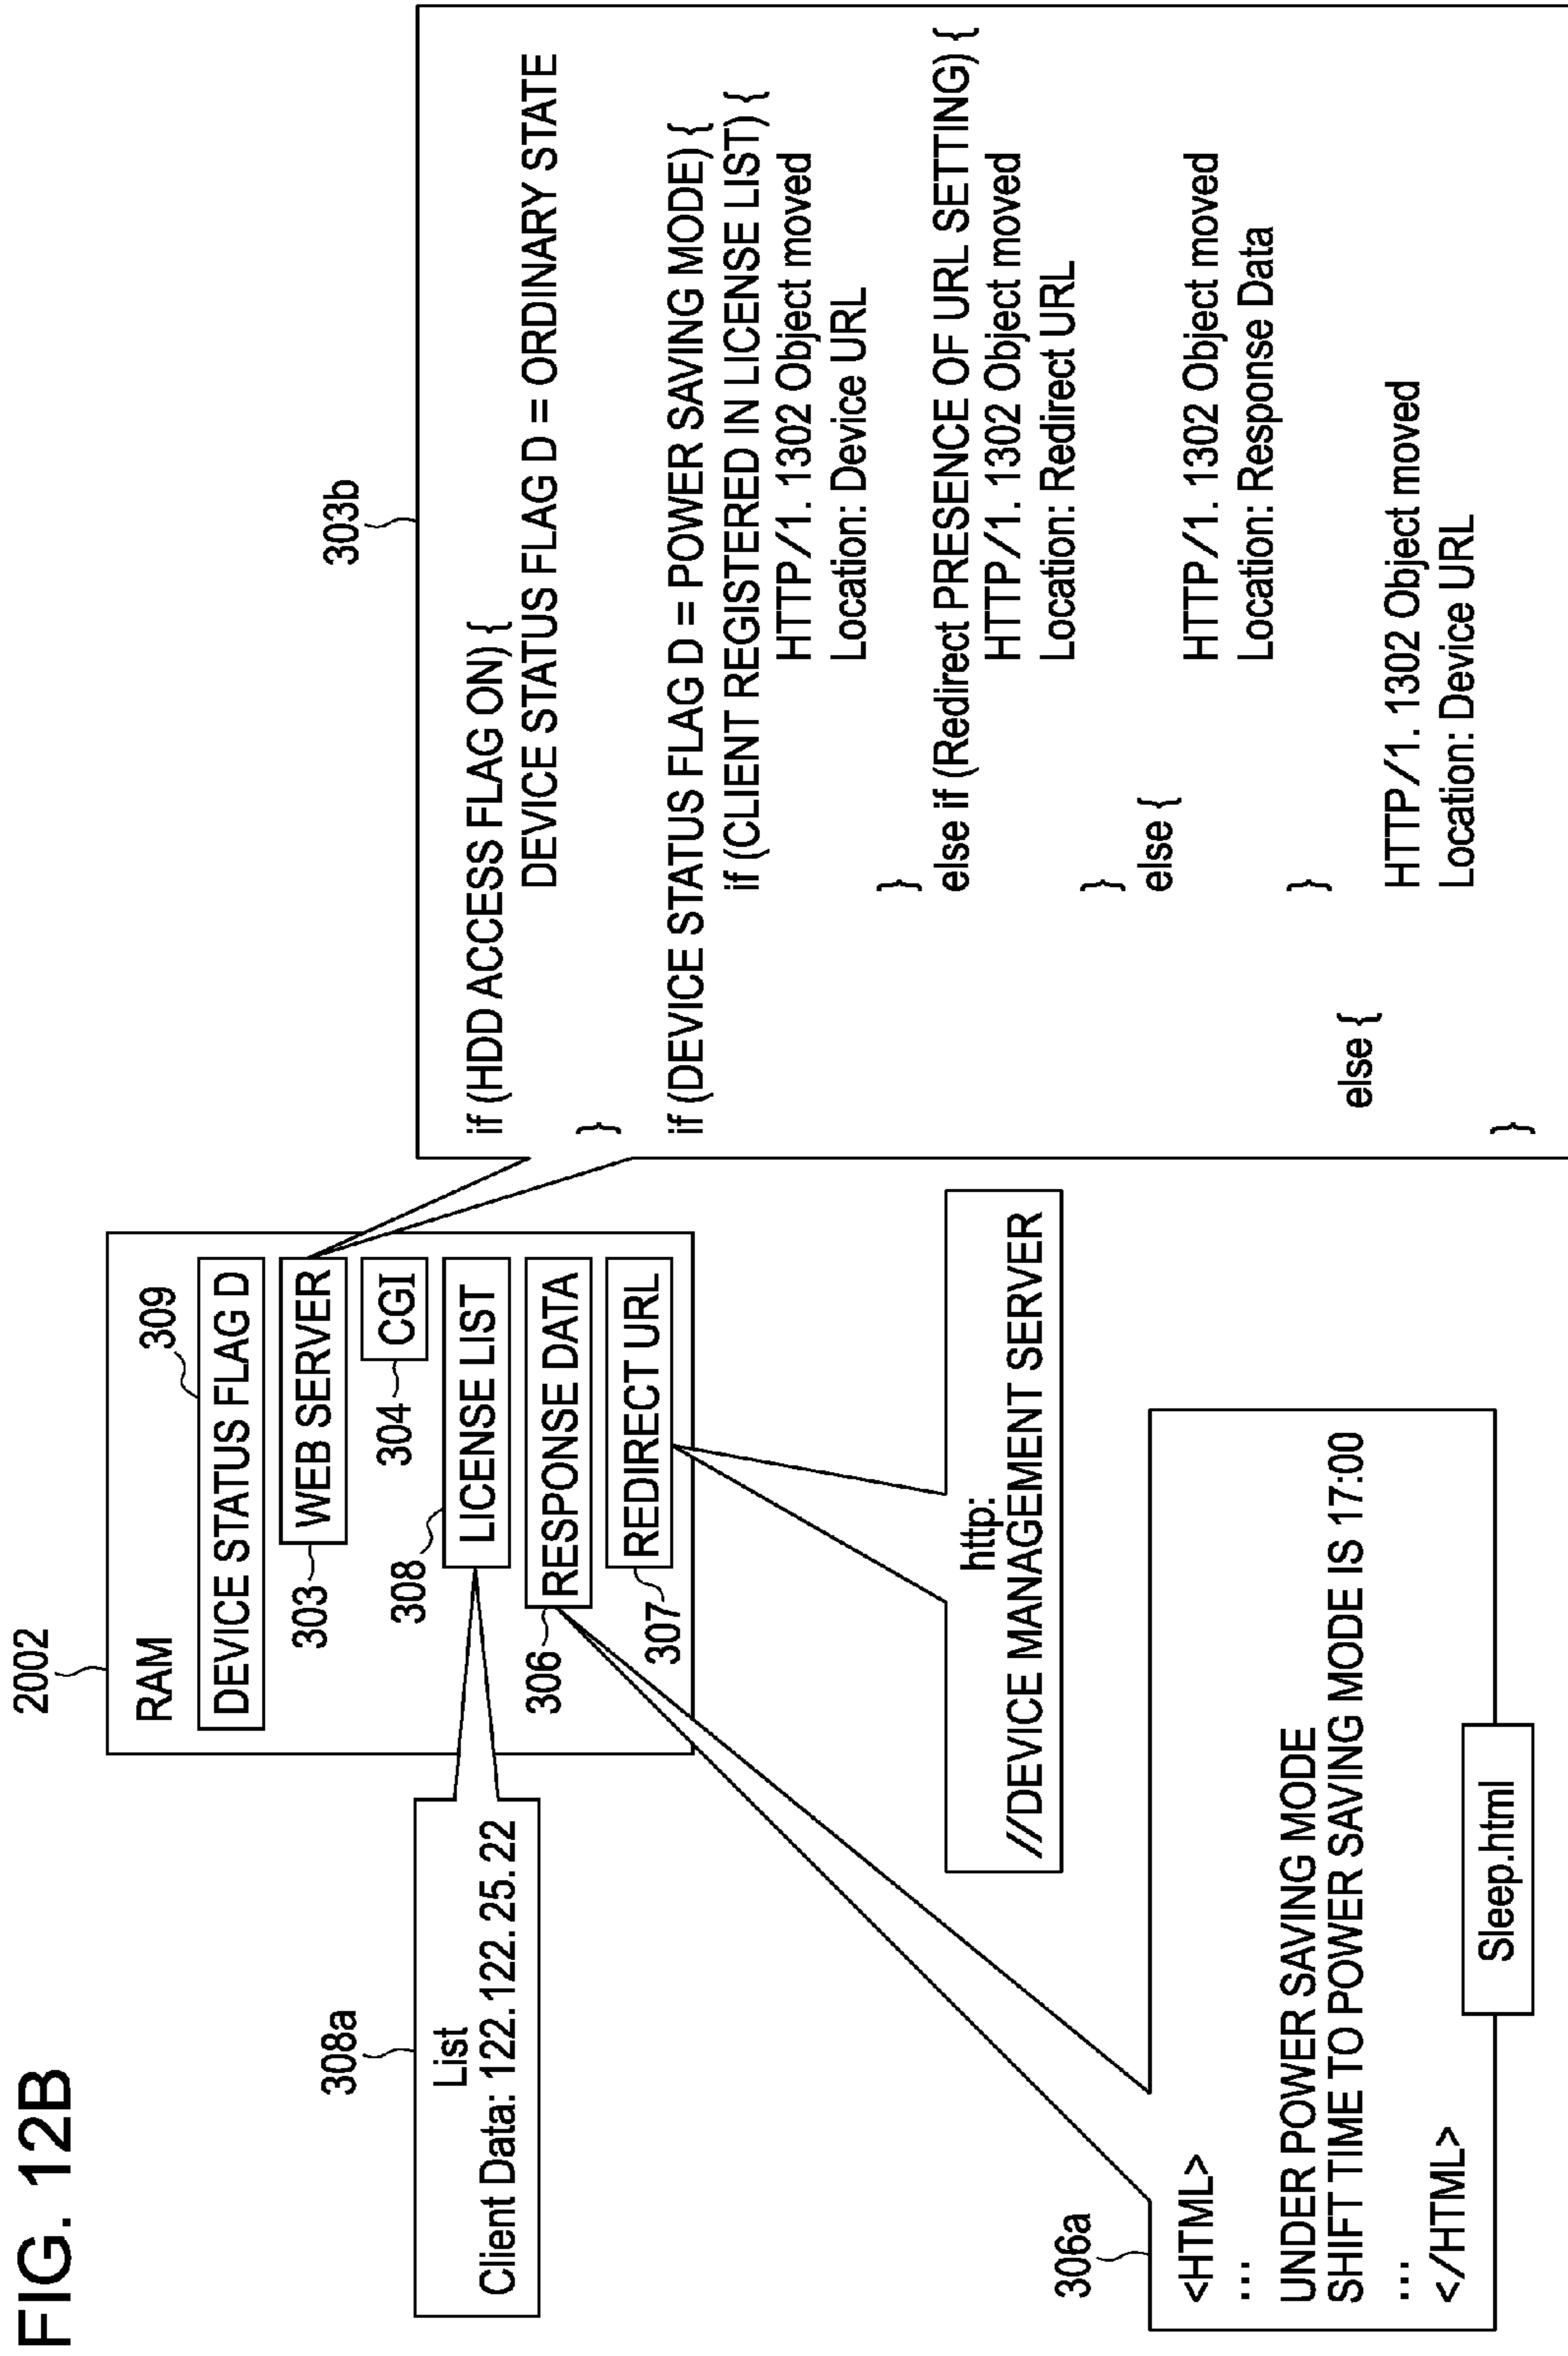 FIG. 12B
2002
RAM
309
DEVICE STATUS FLAG D
303
WEB SERVER
304
CGI
308
LICENSE LIST
306
RESPONSE DATA
307
REDIRECT URL
308a
List
Client Data: 122. 122. 25. 22
303b
if (HDD ACCESS FLAG ON) {
DEVICE STATUS FLAG D = ORDINARY STATE
}
if (DEVICE STATUS FLAG D = POWER SAVING MODE) {
if (CLIENT REGISTERED IN LICENSE LIST) {
HTTP/1. 1302 Object moved
Location: Device URL
}
else if (Redirect PRESENCE OF URL SETTING) {
HTTP/1. 1302 Object moved
Location: Redirect URL
}
else {
HTTP/1. 1302 Object moved
Location: Response Data
}
else {
HTTP/1. 1302 Object moved
Location: Device URL
}
http:
//DEVICE MANAGEMENT SERVER
306a
<HTML>
...
UNDER POWER SAVING MODE
SHIFT TIME TO POWER SAVING MODE IS 17:00
...
</HTML>
Sleep.html